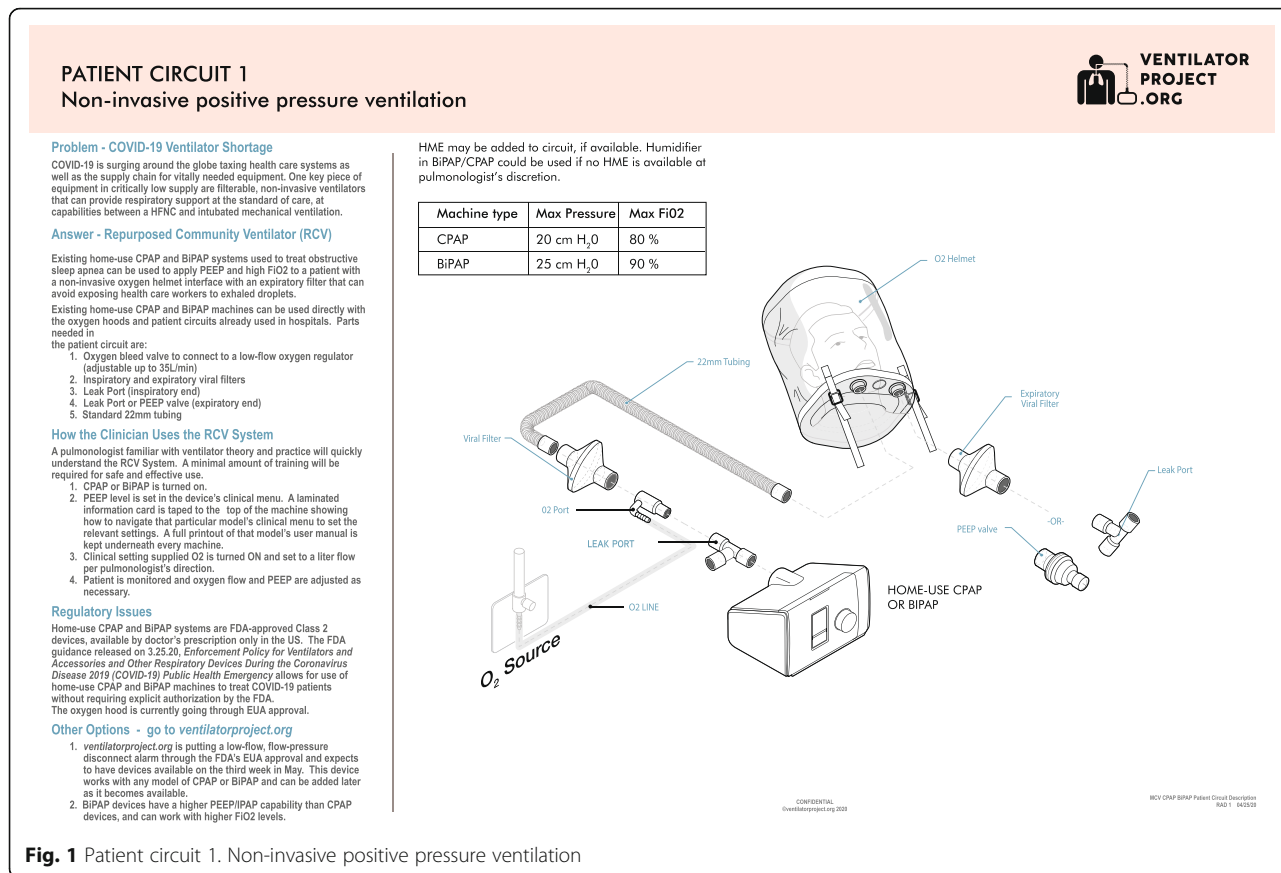 PATIENT CIRCUIT 1
Non-invasive positive pressure ventilation
VENTILATOR
PROJECT
.ORG
Problem - COVID-19 Ventilator Shortage
COVID-19 is surging around the globe taxing health care systems as
well as the supply chain for vitally needed equipment. One key piece of
equipment in critically low supply are filterable, non-invasive ventilators
that can provide respiratory support at the standard of care, at
capabilities between a HFNC and intubated mechanical ventilation.
Answer - Repurposed Community Ventilator (RCV)
Existing home-use CPAP and BiPAP systems used to treat obstructive
sleep apnea can be used to apply PEEP and high FiO2 to a patient with
a non-invasive oxygen helmet interface with an expiratory filter that can
avoid exposing health care workers to exhaled droplets.
Existing home-use CPAP and BiPAP machines can be used directly with
the oxygen hoods and patient circuits already used in hospitals. Parts
needed in
the patient circuit are:
1. Oxygen bleed valve to connect to a low-flow oxygen regulator
(adjustable up to 35L/min)
2. Inspiratory and expiratory viral filters
3. Leak Port (inspiratory end)
4. Leak Port or PEEP valve (expiratory end)
5. Standard 22mm tubing
How the Clinician Uses the RCV System
A pulmonologist familiar with ventilator theory and practice will quickly
understand the RCV System. A minimal amount of training will be
required for safe and effective use.
1. CPAP or BiPAP is turned on.
2. PEEP level is set in the device's clinical menu. A laminated
information card is taped to the top of the machine showing
how to navigate that particular model's clinical menu to set the
relevant settings. A full printout of that model's user manual is
kept underneath every machine.
3. Clinical setting supplied O2 is turned ON and set to a liter flow
per pulmonologist's direction.
4. Patient is monitored and oxygen flow and PEEP are adjusted as
necessary.
Regulatory Issues
Home-use CPAP and BiPAP systems are FDA-approved Class 2
devices, available by doctor's prescription only in the US. The FDA
guidance released on 3.25.20, Enforcement Policy for Ventilators and
Accessories and Other Respiratory Devices During the Coronavirus
Disease 2019 (COVID-19) Public Health Emergency allows for use of
home-use CPAP and BiPAP machines to treat COVID-19 patients
without requiring explicit authorization by the FDA.
The oxygen hood is currently going through EUA approval.
Other Options - go to ventilatorproject.org
1. ventilatorproject.org is putting a low-flow, flow-pressure
disconnect alarm through the FDA's EUA approval and expects
to have devices available on the third week in May. This device
works with any model of CPAP or BiPAP and can be added later
as it becomes available.
2. BiPAP devices have a higher PEEP/IPAP capability than CPAP
devices, and can work with higher FiO2 levels.
HME may be added to circuit, if available. Humidifier
in BiPAP/CPAP could be used if no HME is available at
pulmonologist's discretion.
Machine type Max Pressure Max Fi02
CPAP 20 cm H₂0 80 %
BiPAP 25 cm H₂0 90 %
O2 Helmet
22mm Tubing
Expiratory
Viral Filter
Viral Filter
Leak Port
02 Port
-OR-
PEEP valve
LEAK PORT
HOME-USE CPAP
OR BIPAP
O2 LINE
O₂ Source
CONFIDENTIAL
©ventilatorproject.org 2020
MCV CPAP BiPAP Patient Circuit Description
RAD 1 04/25/20
Fig. 1 Patient circuit 1. Non-invasive positive pressure ventilation